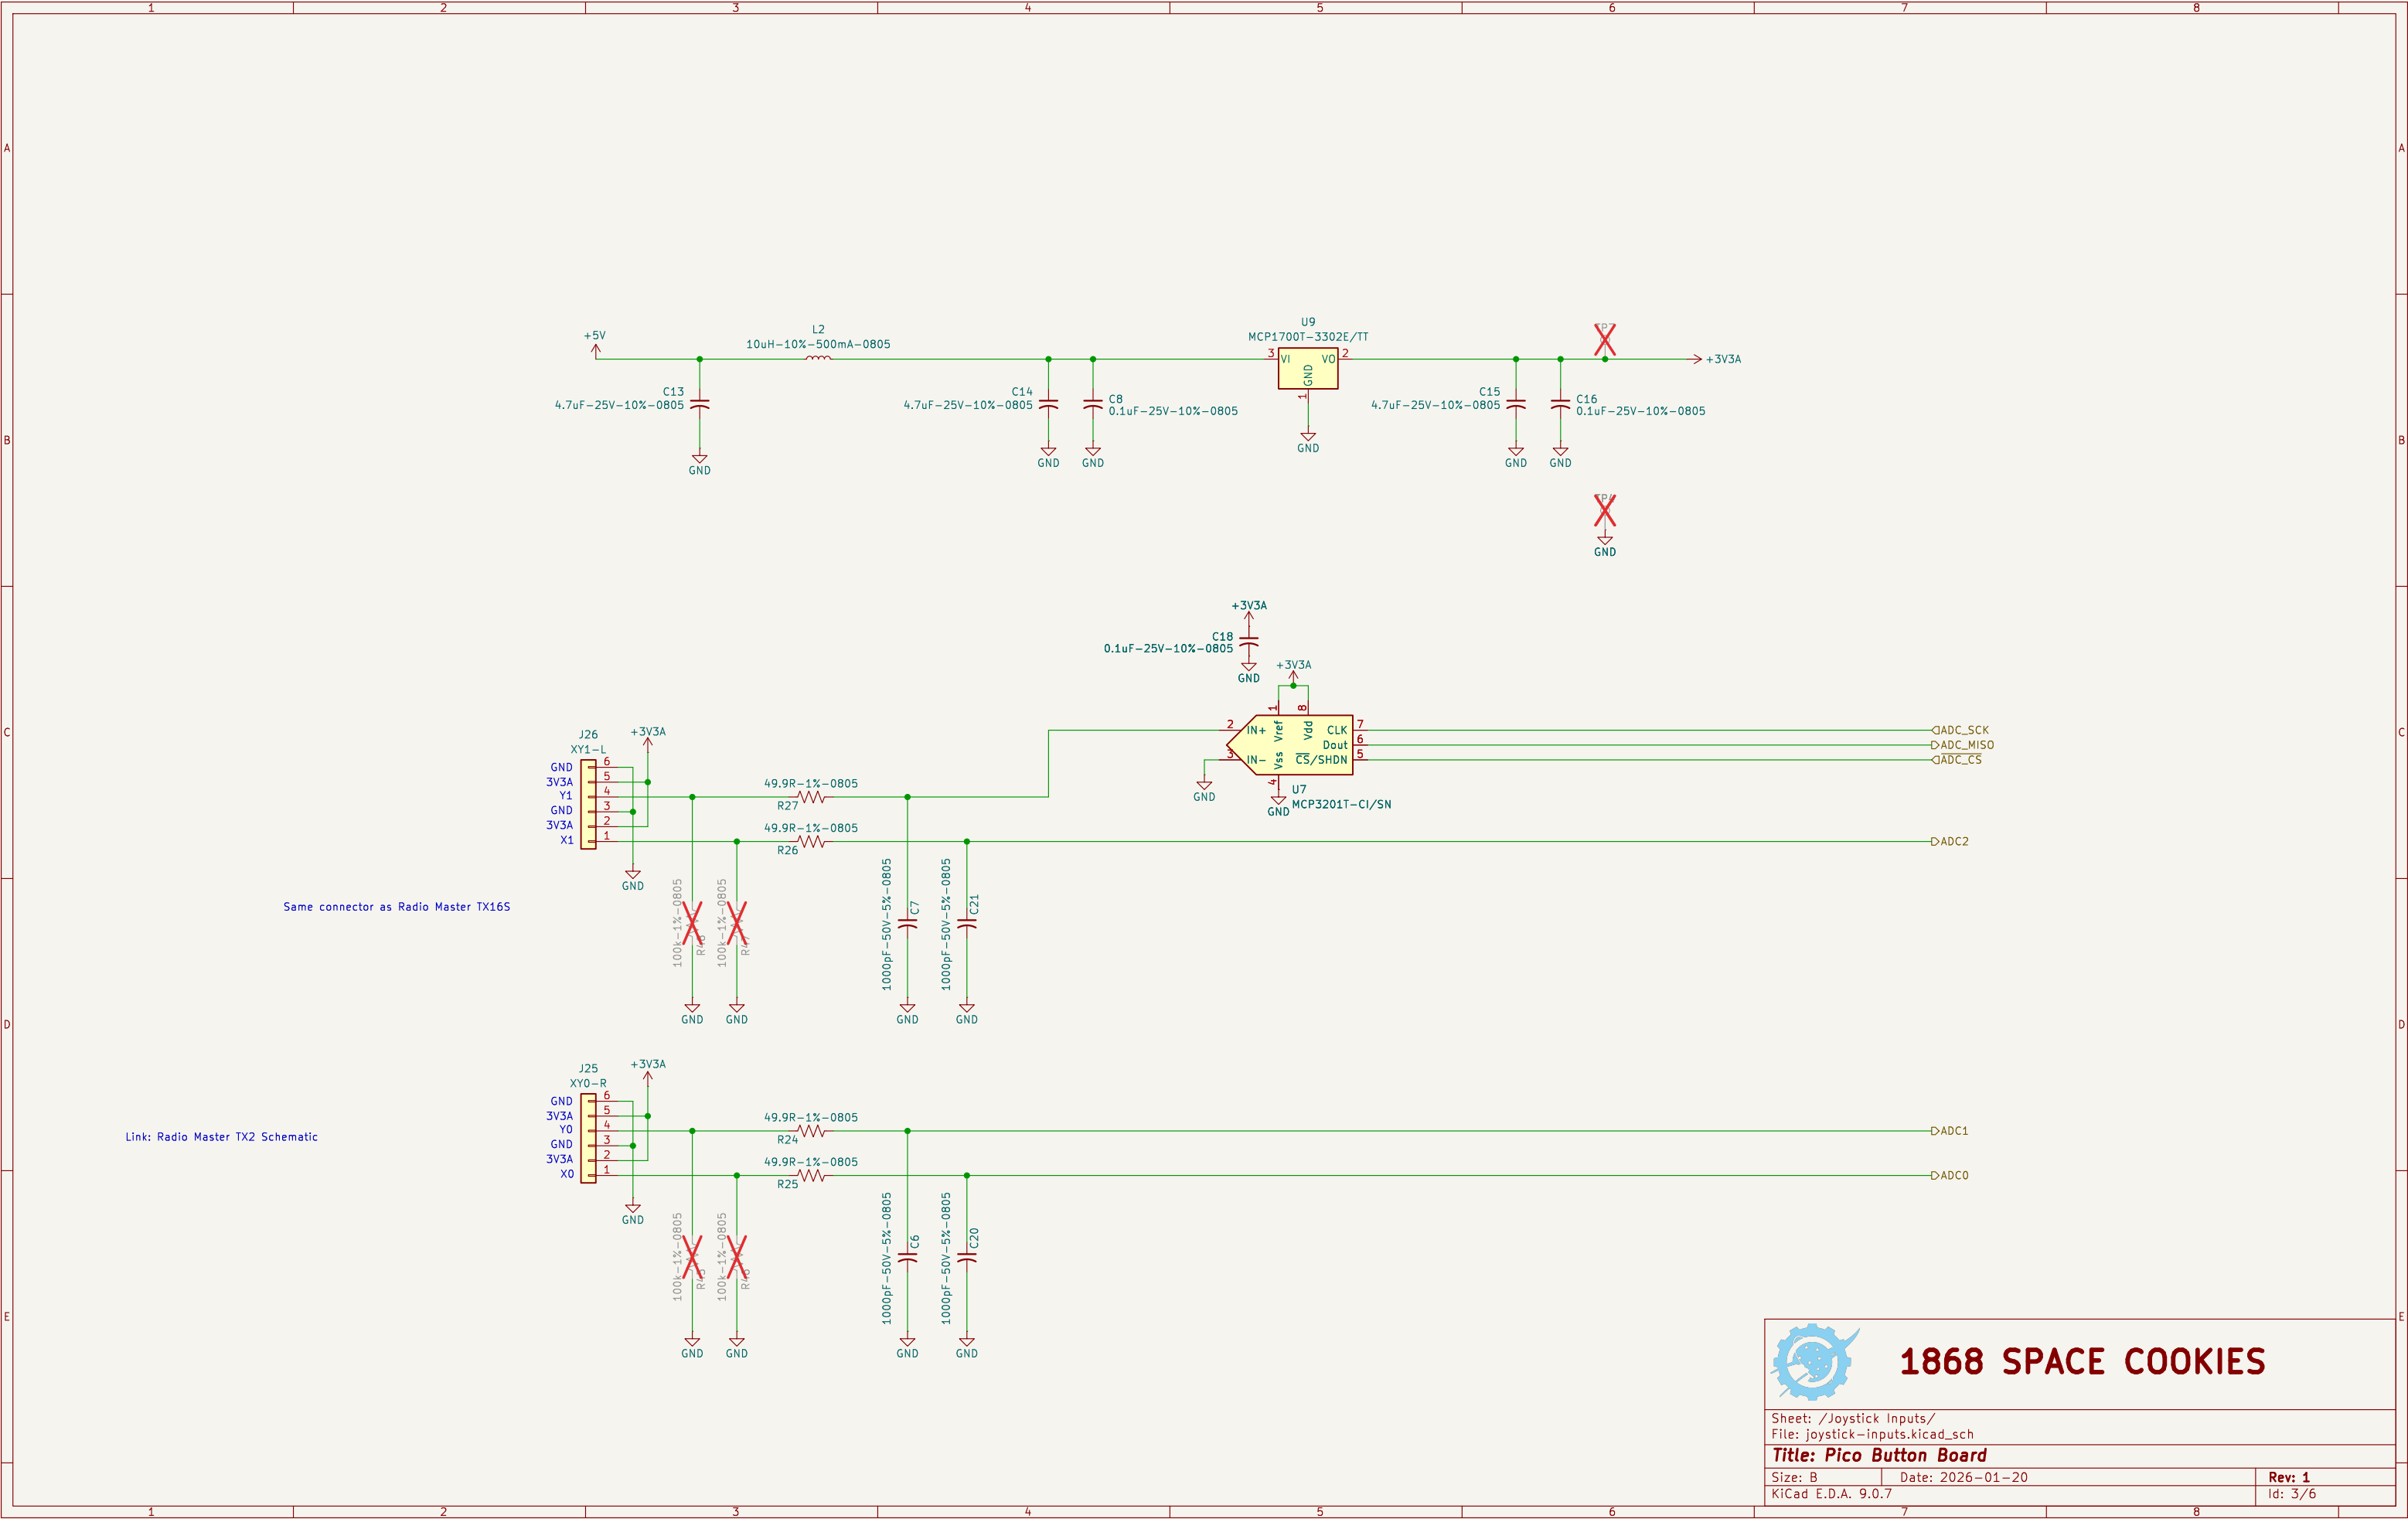 1 2 3 4 5 6 7 8
A A
B B
C C
D D
E E
+5V
L2
10uH-10%-500mA-0805
U9
MCP1700T-3302E/TT
3 VI VO 2
GND
1
GND
+3V3A
C13
4.7uF-25V-10%-0805
GND
C14
4.7uF-25V-10%-0805
GND
C8
0.1uF-25V-10%-0805
GND
C15
4.7uF-25V-10%-0805
GND
C16
0.1uF-25V-10%-0805
GND
GND
+3V3A
C18
0.1uF-25V-10%-0805
GND
+3V3A
1 8
Vref Vdd
2 IN+ CLK 7
Dout 6
3 IN- CS/SHDN 5
Vss
4
GND
GND
U7
MCP3201T-CI/SN
ADC_SCK
ADC_MISO
ADC_CS
J26
XY1-L
+3V3A
GND 6
3V3A 5
Y1 4
GND 3
3V3A 2
X1 1
GND
49.9R-1%-0805
R27
49.9R-1%-0805
R26
ADC2
Same connector as Radio Master TX16S
100k-1%-0805
100k-1%-0805
1000pF-50V-5%-0805
C7
1000pF-50V-5%-0805
C21
GND GND GND GND
J25
XY0-R
+3V3A
GND 6
3V3A 5
Y0 4
GND 3
3V3A 2
X0 1
GND
Link: Radio Master TX2 Schematic
49.9R-1%-0805
R24
49.9R-1%-0805
R25
ADC1
ADC0
100k-1%-0805
100k-1%-0805
1000pF-50V-5%-0805
C6
1000pF-50V-5%-0805
C20
GND GND GND GND
1868 SPACE COOKIES
Sheet: /Joystick Inputs/
File: joystick-inputs.kicad_sch
Title: Pico Button Board
Size: B Date: 2026-01-20 Rev: 1
KiCad E.D.A. 9.0.7 Id: 3/6
1 2 3 4 5 6 7 8